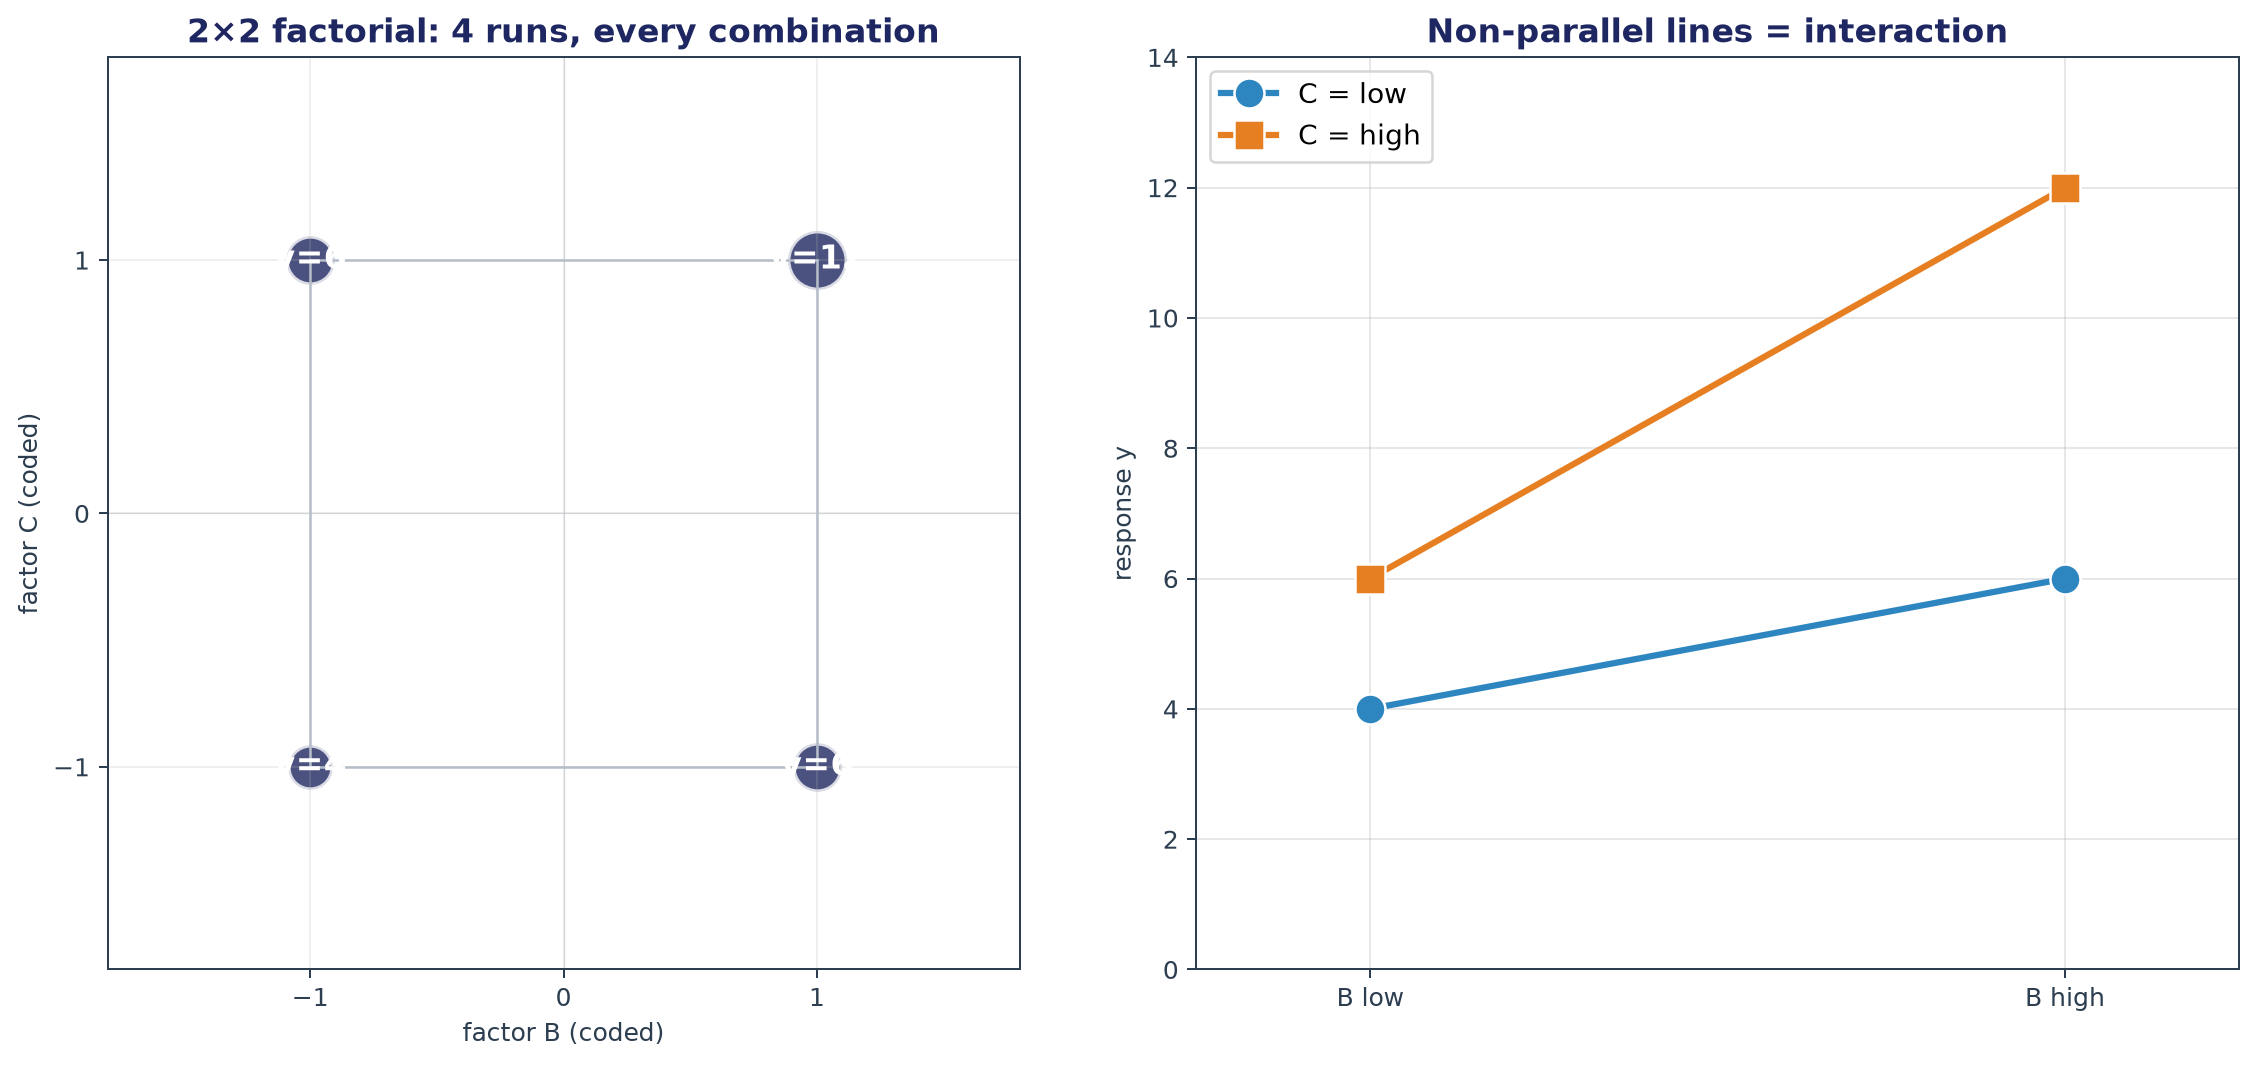 2×2 factorial: 4 runs, every combination
1
0
−1
factor C (coded)
−1
0
1
factor B (coded)
Non-parallel lines = interaction
C = low
C = high
14
12
10
8
6
4
2
0
response y
B low
B high